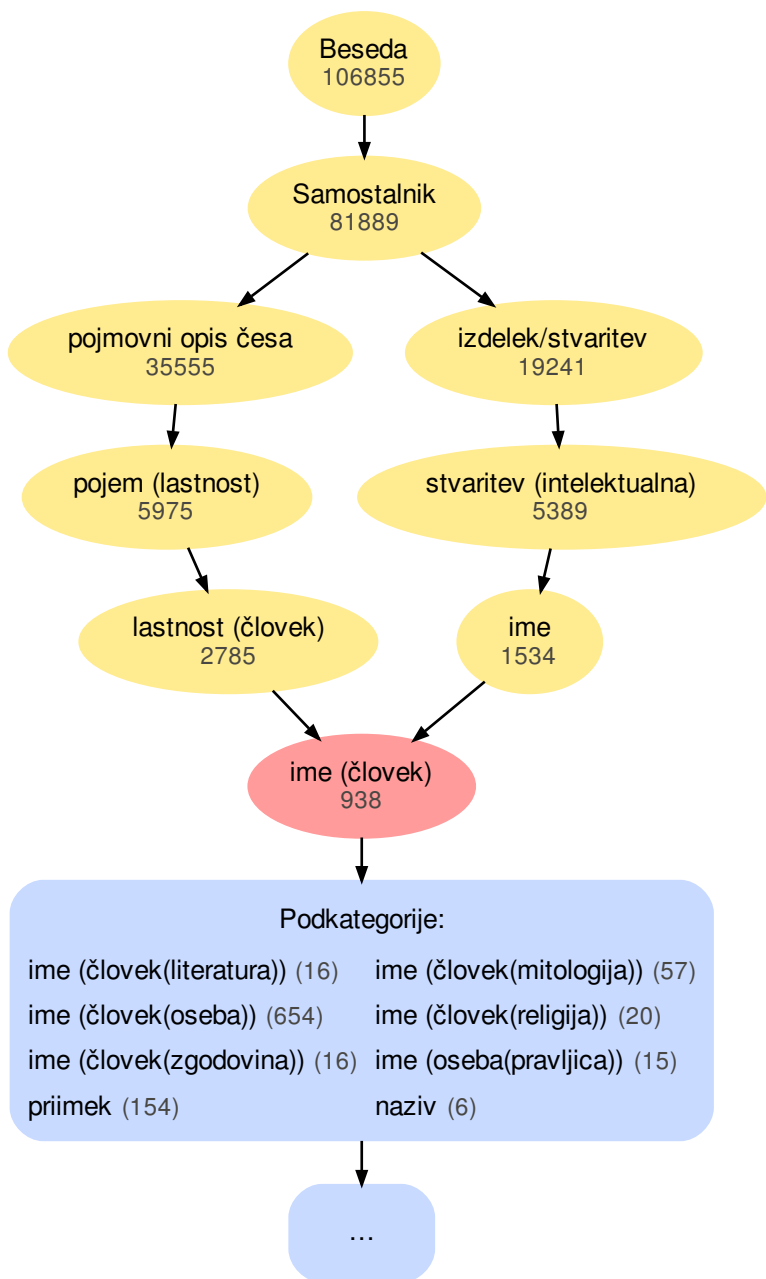 Beseda
106855
Samostalnik
81889
pojmovni opis česa
35555
izdelek/stvaritev
19241
pojem (lastnost)
5975
stvaritev (intelektualna)
5389
lastnost (človek)
2785
ime
1534
ime (človek)
938
Podkategorije:
ime (človek(literatura)) (16)
ime (človek(mitologija)) (57)
ime (človek(oseba)) (654)
ime (človek(religija)) (20)
ime (človek(zgodovina)) (16)
ime (oseba(pravljica)) (15)
priimek (154)
naziv (6)
...